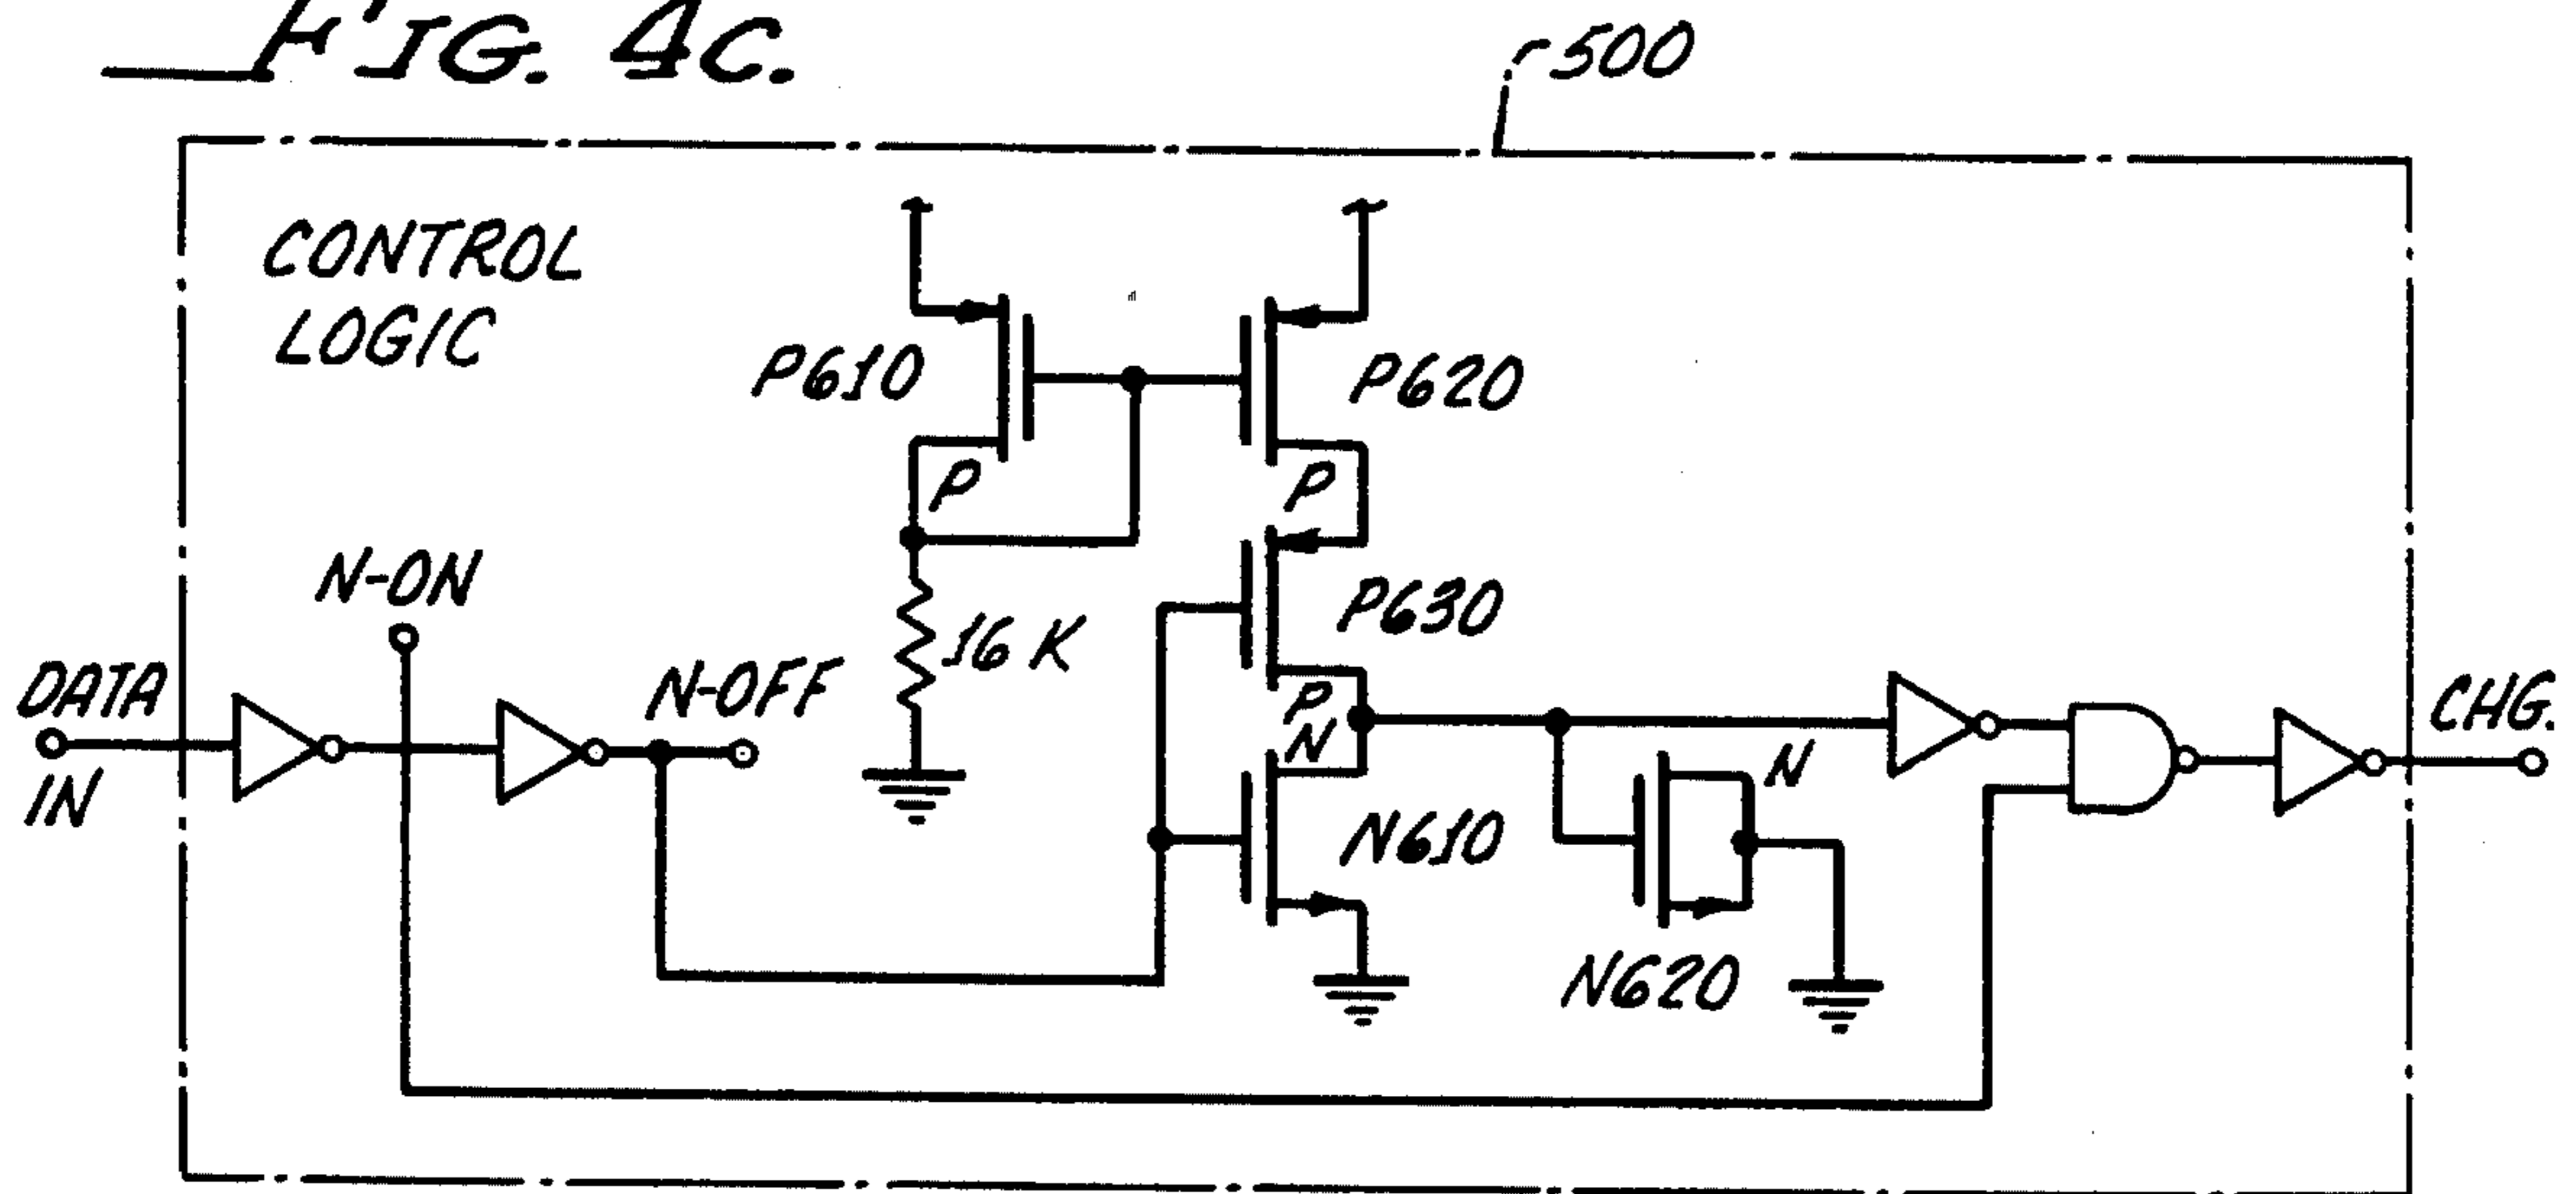 FIG. 4C.
500
CONTROL
LOGIC
P610
P620
P
P
N-ON
16 K
P630
DATA
IN
N-OFF
P
N
N
CHG.
N610
N620